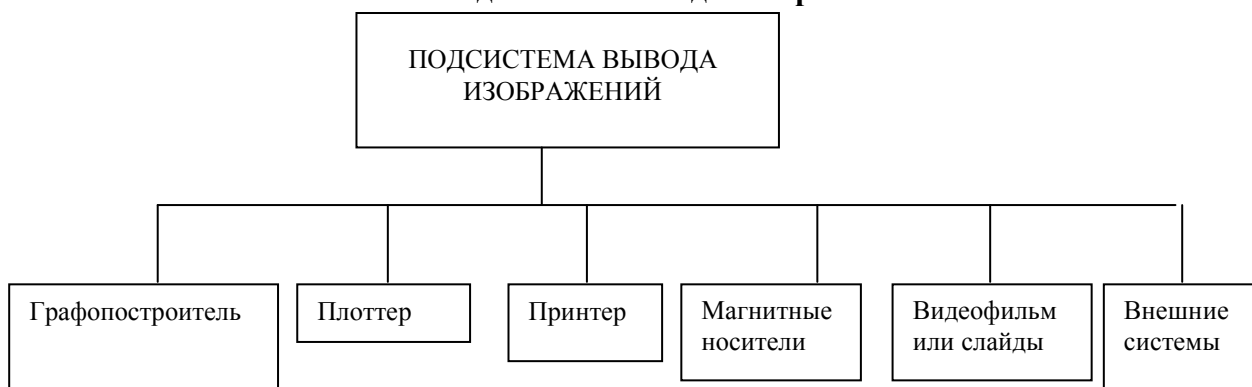 ПОДСИСТЕМА ВЫВОДА
ИЗОБРАЖЕНИЙ
Графопостроитель
Плоттер
Принтер
Магнитные
носители
Видеофильм
или слайды
Внешние
системы